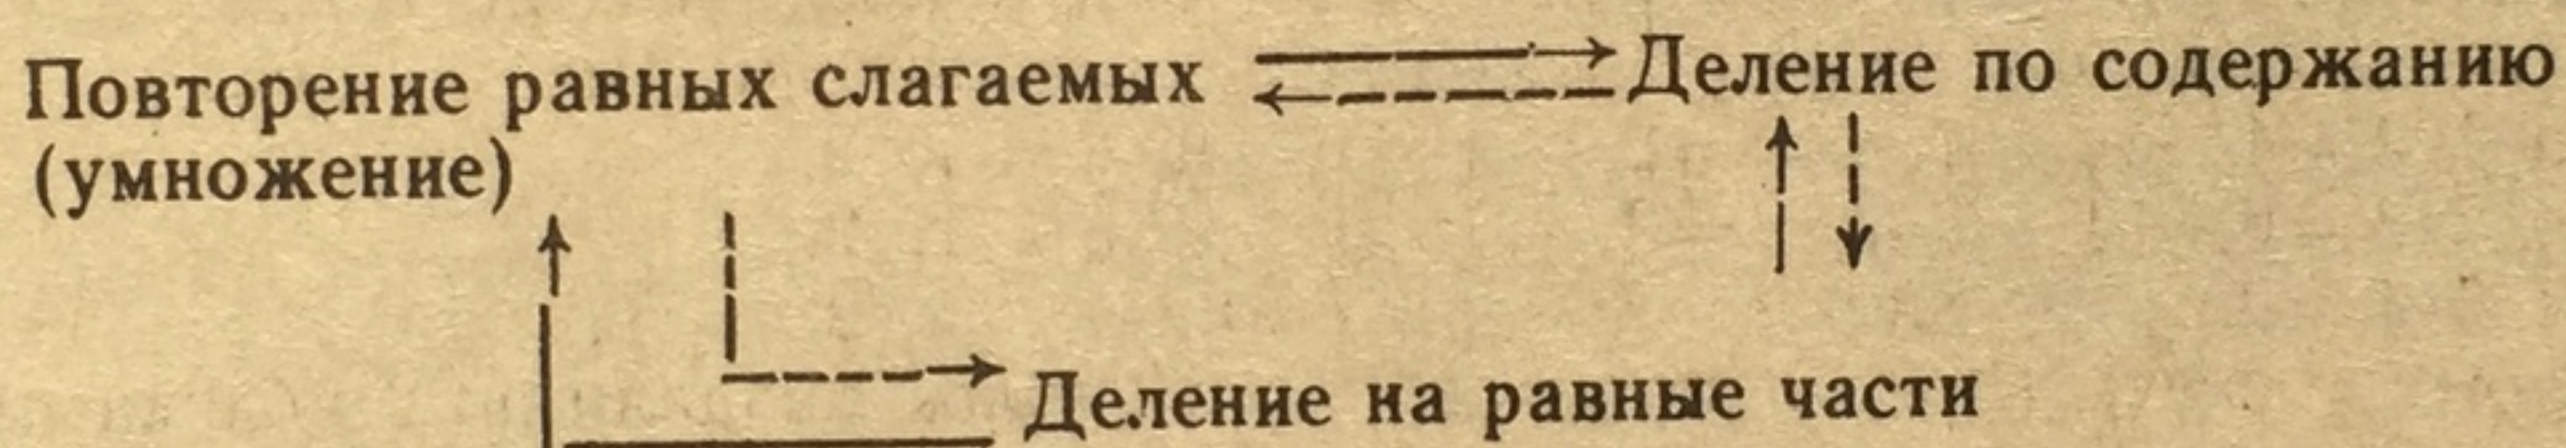 Повторение равных слагаемых Деление по содержанию
(умножение)
Деление на равные части